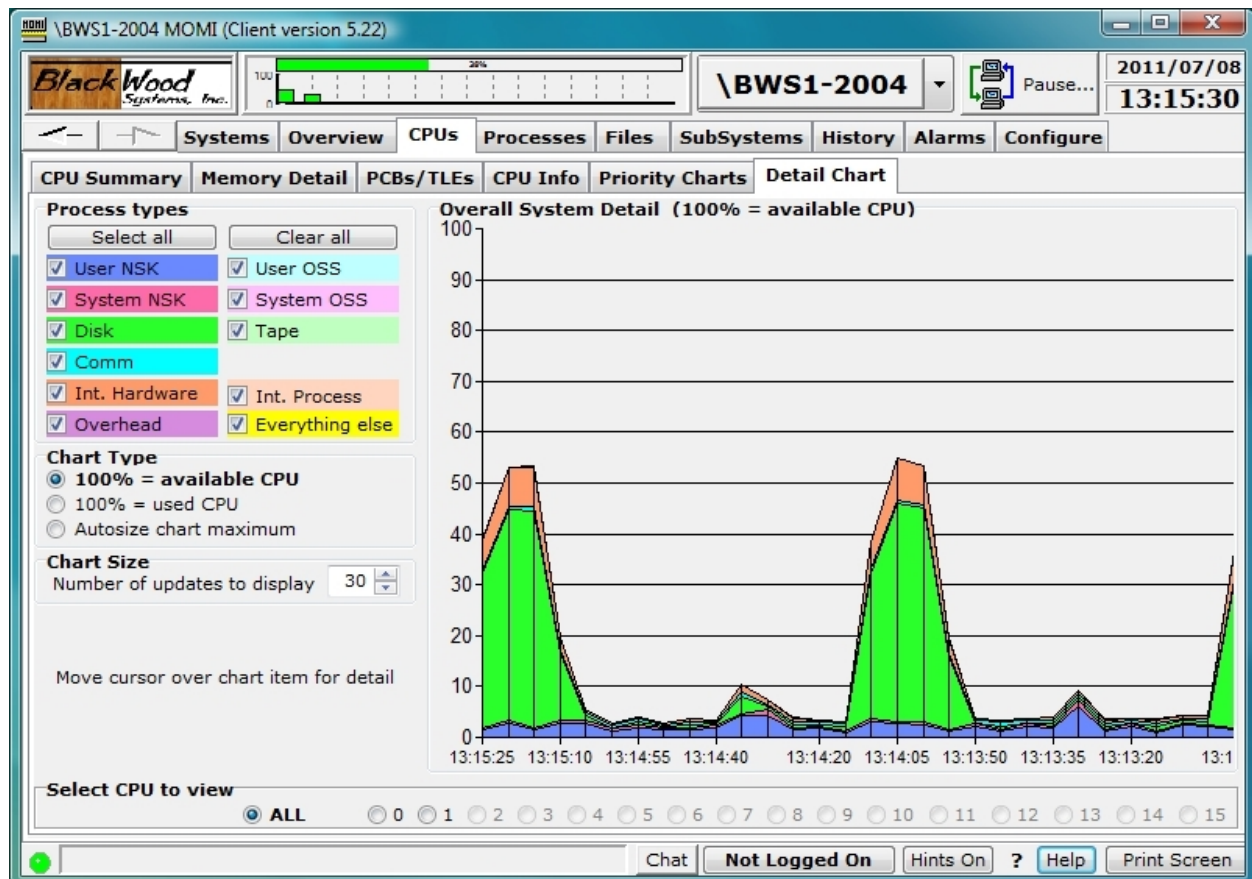 MOMI
\BWS1-2004 MOMI (Client version 5.22)
BlackWood
Systems, Inc.
100
0
38%
\BWS1-2004
Pause...
2011/07/08
13:15:30
Systems Overview CPUs Processes Files SubSystems History Alarms Configure
CPU Summary Memory Detail PCBs/TLEs CPU Info Priority Charts Detail Chart
Process types
Select all Clear all
User NSK User OSS
System NSK System OSS
Disk Tape
Comm
Int. Hardware Int. Process
Overhead Everything else
Chart Type
100% = available CPU
100% = used CPU
Autosize chart maximum
Chart Size
Number of updates to display 30
Move cursor over chart item for detail
Overall System Detail (100% = available CPU)
100
90
80
70
60
50
40
30
20
10
0
13:15:25 13:15:10 13:14:55 13:14:40 13:14:20 13:14:05 13:13:50 13:13:35 13:13:20 13:1
Select CPU to view
ALL 0 1 2 3 4 5 6 7 8 9 10 11 12 13 14 15
Chat Not Logged On Hints On ? Help Print Screen